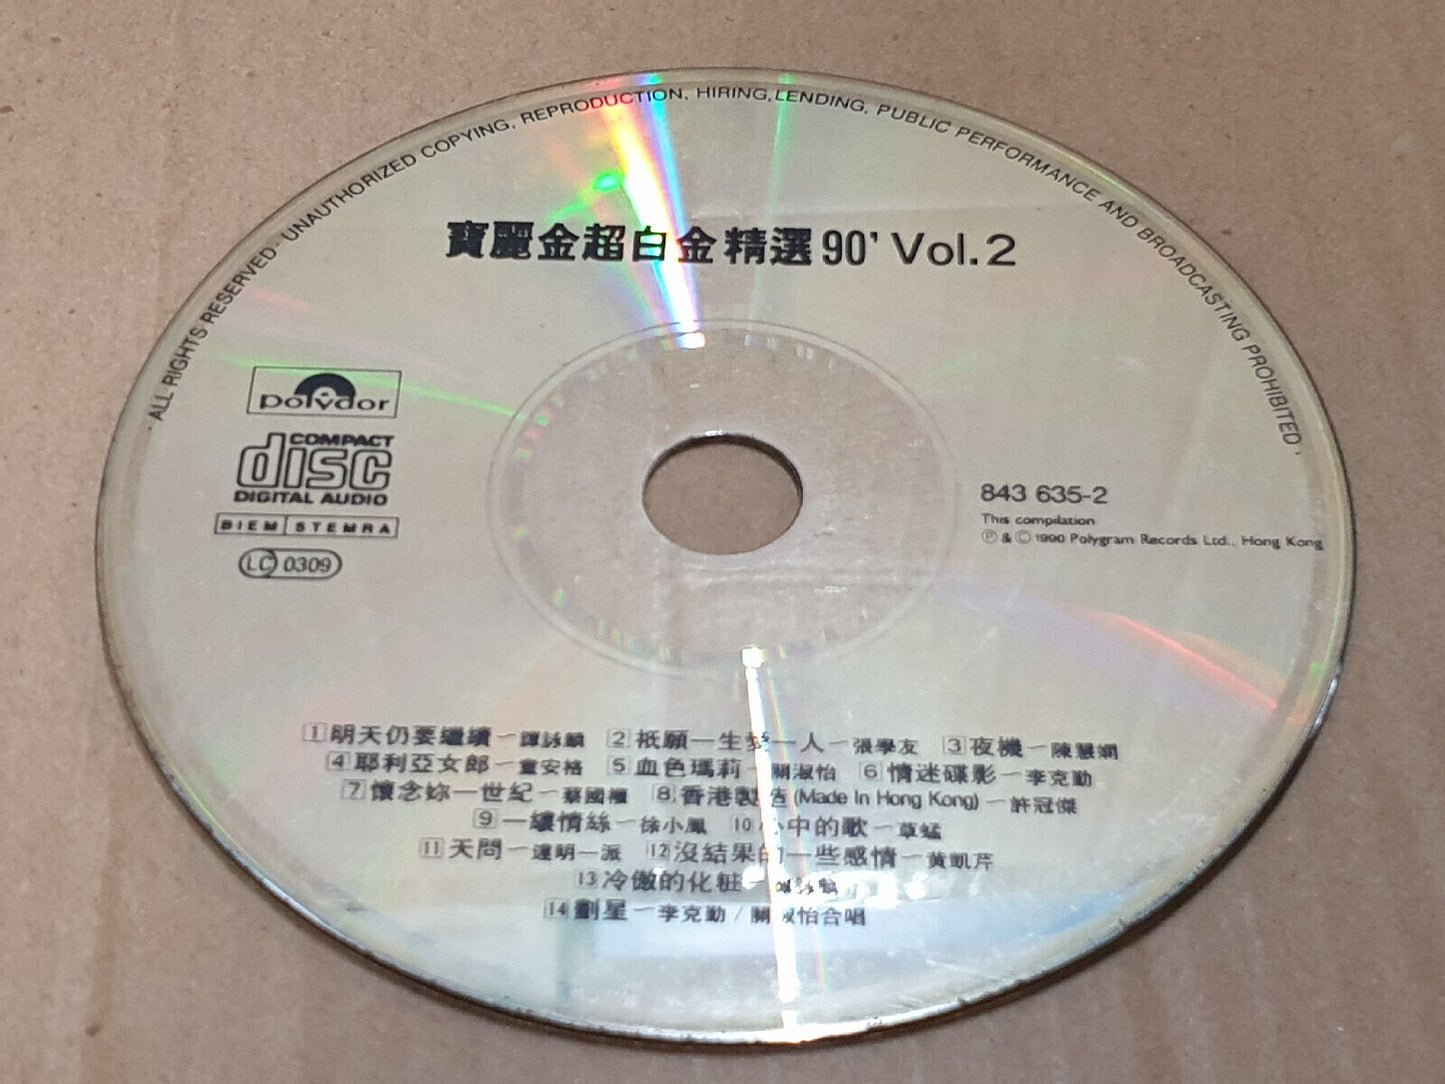 · ALL RIGHTS RESERVED · UNAUTHORIZED COPYING, REPRODUCTION, HIRING, LENDING, PUBLIC PERFORMANCE AND BROADCASTING PROHIBITED ·
寶麗金超白金精選90' Vol.2
polydor
COMPACT
disc
DIGITAL AUDIO
BIEM STEMRA
LC 0309
843 635-2
This compilation
Ⓟ & Ⓒ 1990 Polygram Records Ltd., Hong Kong
1 明天仍要繼續－譚詠麟 2 祇願一生愛一人－張學友 3 夜機－陳慧嫻
4 耶利亞女郎－童安格 5 血色瑪莉－關淑怡 6 情迷碟影－李克勤
7 懷念妳一世紀－蔡國權 8 香港製造 (Made In Hong Kong)－許冠傑
9 一縷情絲－徐小鳳 10 心中的歌－草蜢
11 天問－達明一派 12 沒結果的一些感情－黃凱芹
13 冷傲的化粧
14 劃星－李克勤/關淑怡合唱